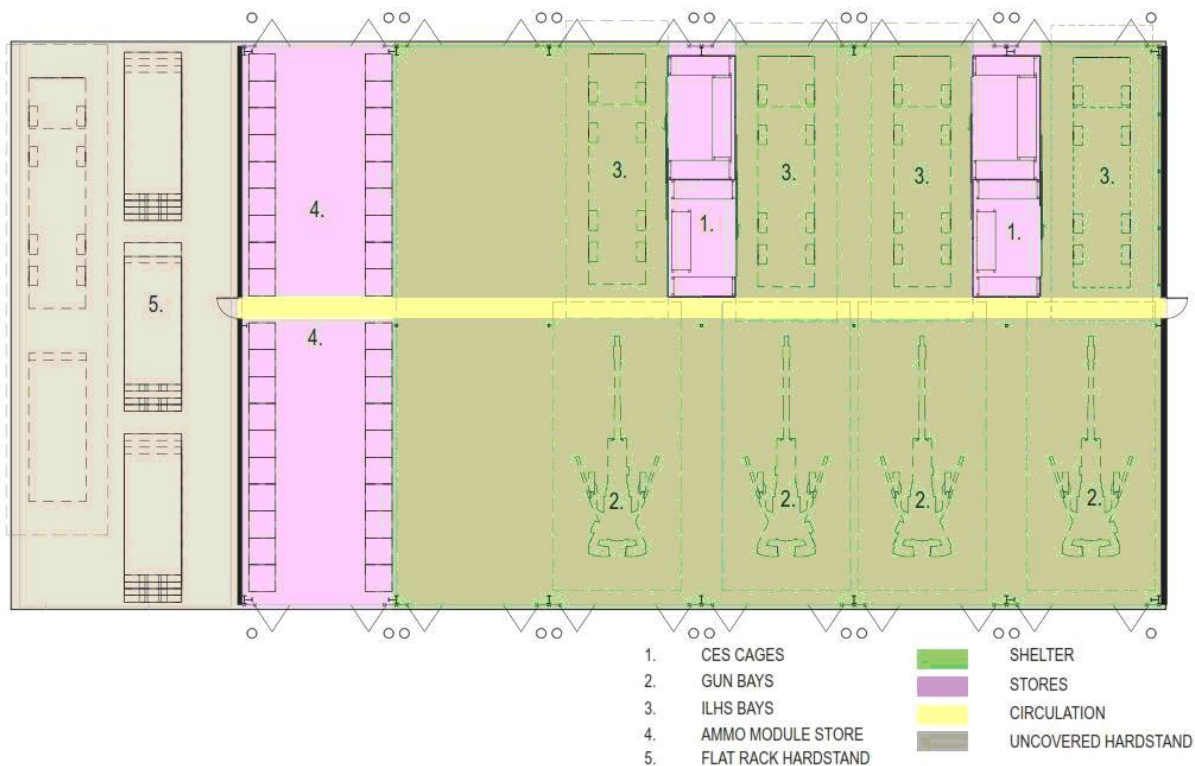 3.
3.
3.
3.
1.
1.
4.
5.
4.
2.
2.
2.
2.
1. CES CAGES
2. GUN BAYS
3. ILHS BAYS
4. AMMO MODULE STORE
5. FLAT RACK HARDSTAND
SHELTER
STORES
CIRCULATION
UNCOVERED HARDSTAND